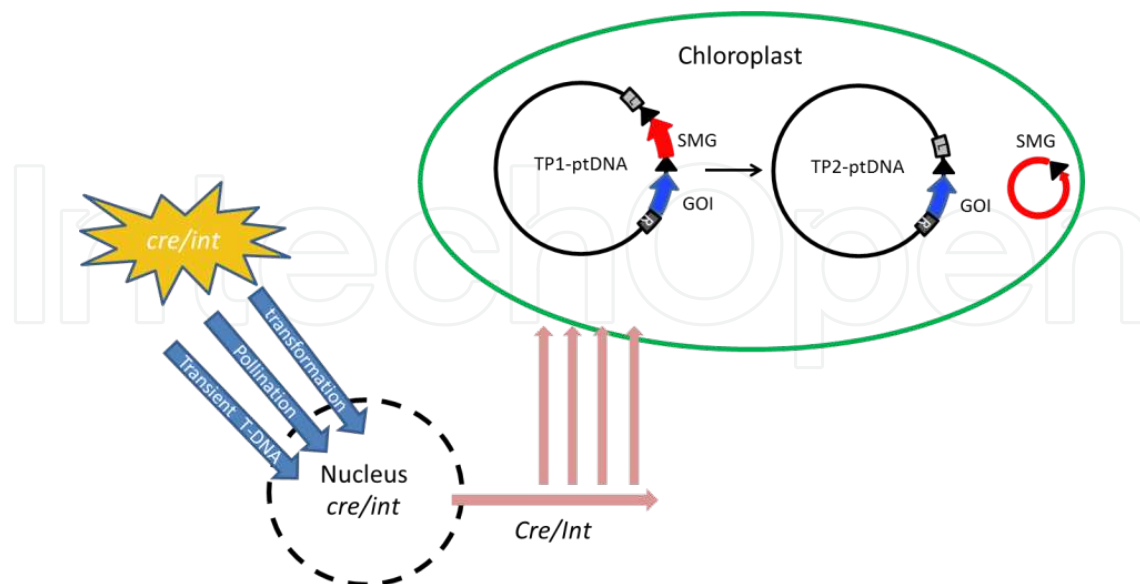 Chloroplast
L
SMG
TP1-ptDNA
GOI
R
L
TP2-ptDNA
GOI
R
SMG
cre/int
transformation
Pollination
Transient T-DNA
Nucleus
cre/int
Cre/Int
IntechOpen